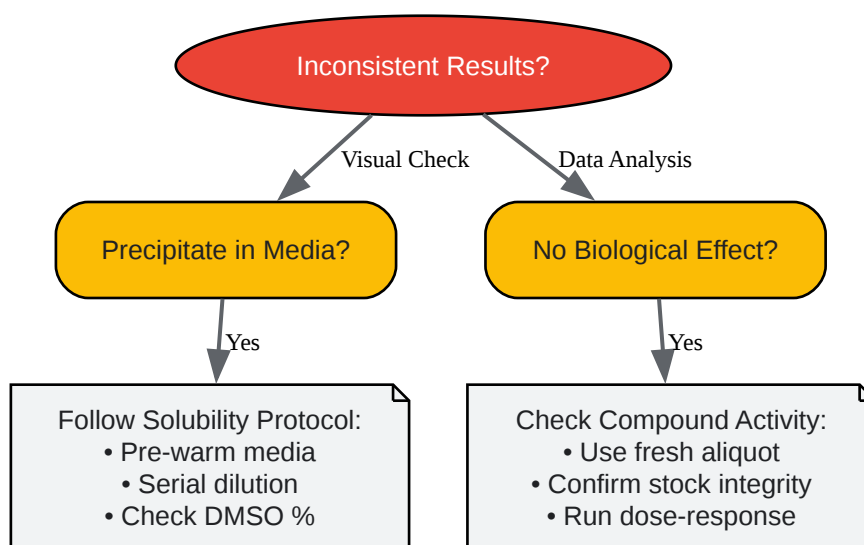 Inconsistent Results?
Visual Check
Data Analysis
Precipitate in Media?
No Biological Effect?
Yes
Yes
Follow Solubility Protocol:
• Pre-warm media
• Serial dilution
• Check DMSO %
Check Compound Activity:
• Use fresh aliquot
• Confirm stock integrity
• Run dose-response